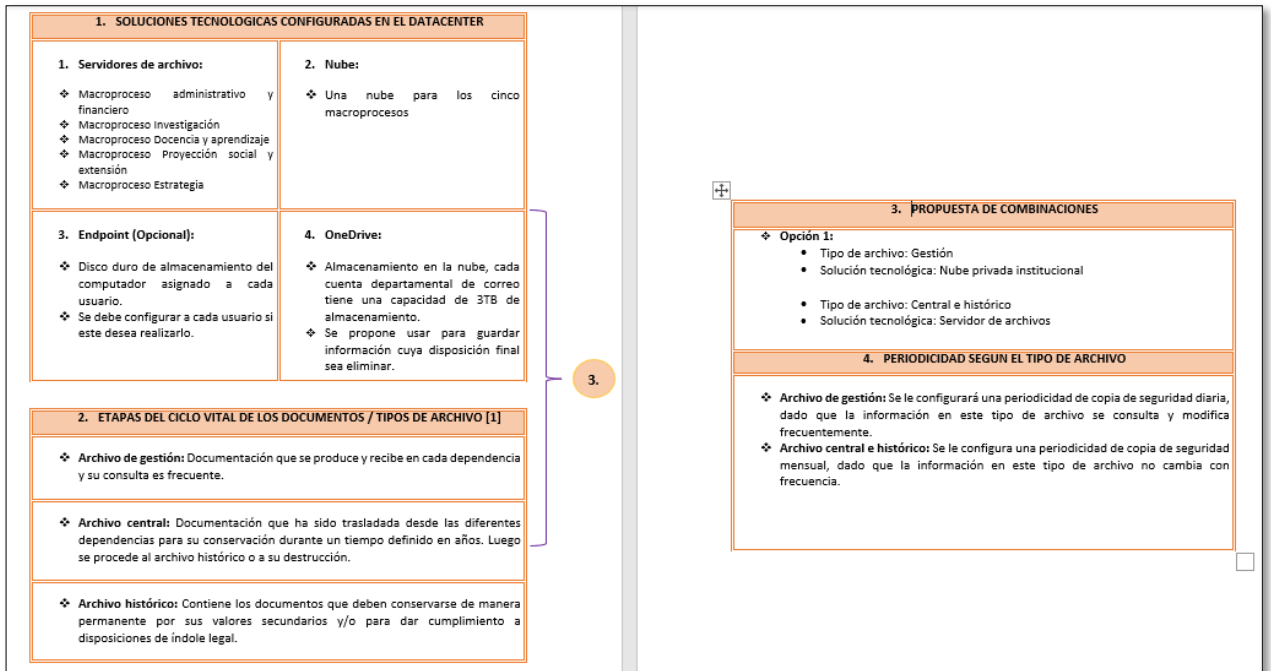 1. SOLUCIONES TECNOLOGICAS CONFIGURADAS EN EL DATACENTER
1. Servidores de archivo:
❖ Macroproceso administrativo y
financiero
❖ Macroproceso Investigación
❖ Macroproceso Docencia y aprendizaje
❖ Macroproceso Proyección social y
extensión
❖ Macroproceso Estrategia
2. Nube:
❖ Una nube para los cinco
macroprocesos
3. Endpoint (Opcional):
❖ Disco duro de almacenamiento del
computador asignado a cada
usuario.
❖ Se debe configurar a cada usuario si
este desea realizarlo.
4. OneDrive:
❖ Almacenamiento en la nube, cada
cuenta departamental de correo
tiene una capacidad de 3TB de
almacenamiento.
❖ Se propone usar para guardar
información cuya disposición final
sea eliminar.
3.
2. ETAPAS DEL CICLO VITAL DE LOS DOCUMENTOS / TIPOS DE ARCHIVO [1]
❖ Archivo de gestión: Documentación que se produce y recibe en cada dependencia
y su consulta es frecuente.
❖ Archivo central: Documentación que ha sido trasladada desde las diferentes
dependencias para su conservación durante un tiempo definido en años. Luego
se procede al archivo histórico o a su destrucción.
❖ Archivo histórico: Contiene los documentos que deben conservarse de manera
permanente por sus valores secundarios y/o para dar cumplimiento a
disposiciones de índole legal.
3. PROPUESTA DE COMBINACIONES
❖ Opción 1:
• Tipo de archivo: Gestión
• Solución tecnológica: Nube privada institucional
• Tipo de archivo: Central e histórico
• Solución tecnológica: Servidor de archivos
4. PERIODICIDAD SEGUN EL TIPO DE ARCHIVO
❖ Archivo de gestión: Se le configurará una periodicidad de copia de seguridad diaria,
dado que la información en este tipo de archivo se consulta y modifica
frecuentemente.
❖ Archivo central e histórico: Se le configura una periodicidad de copia de seguridad
mensual, dado que la información en este tipo de archivo no cambia con
frecuencia.